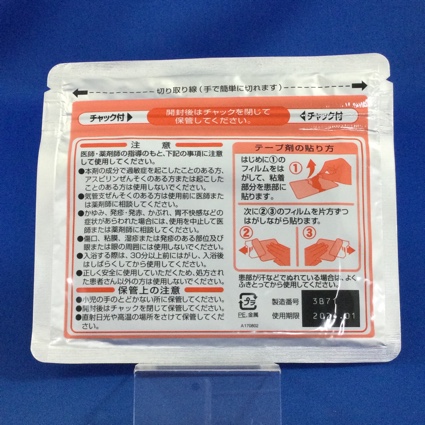 切り取り線(手で簡単に切れます)
チャック付▶
開封後はチャックを閉じて
保管してください。
◁チャック付
注意
医師・薬剤師の指導のもと、下記の事項に注意
して使用してください。
●本剤の成分で過敏症を起こしたことのある方、
アスピリンぜんそくのある方または起こした
ことのある方は使用しないでください。
●気管支ぜんそくのある方は使用前に医師また
は薬剤師に相談してください。
●かゆみ、発疹・発赤、かぶれ、胃不快感などの
症状があらわれた場合には、使用を中止して医
師または薬剤師に相談してください。
●傷口、粘膜、湿疹または発疹のある部位及び
眼または眼の周囲には使用しないでください。
●入浴する際は、30分以上前にはがし、入浴後
はしばらくしてから使用してください。
●正しく安全に使用していただくため、処方され
た患者さん以外の方は使用しないでください。
保管上の注意
●小児の手のとどかない所に保管してください。
●開封後はチャックを閉じて保管してください。
●直射日光や高温の場所をさけて保管してくだ
さい。
テープ剤の貼り方
はじめに①の
フィルムをは
がして、粘着
部分を患部に
貼ります。
①
次に②③のフィルムを片方ずつ
はがしながら貼ります。
② ③
患部が汗などでぬれている場合は、よく
ふきとってから使用してください。
プラ
PE,金属
A170802
製造番号 3B7
使用期限